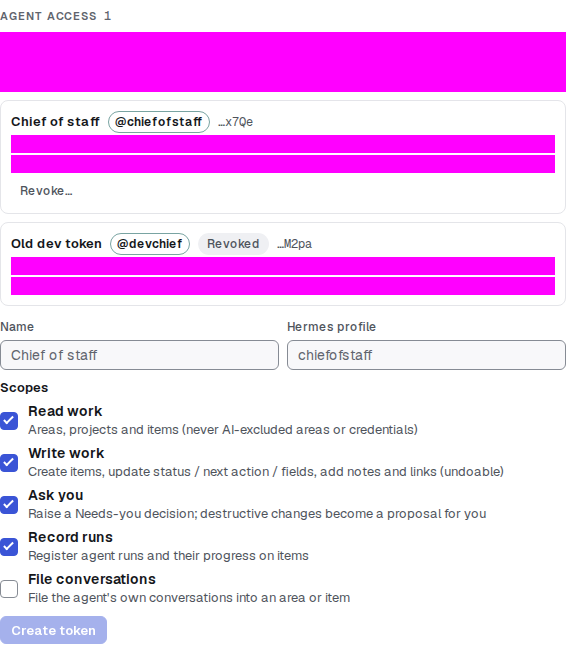 AGENT ACCESS 1
Chief of staff @chiefofstaff …x7Qe
Revoke…
Old dev token @devchief Revoked …M2pa
Name Hermes profile
Chief of staff chiefofstaff
Scopes
Read work
Areas, projects and items (never AI-excluded areas or credentials)
Write work
Create items, update status / next action / fields, add notes and links (undoable)
Ask you
Raise a Needs-you decision; destructive changes become a proposal for you
Record runs
Register agent runs and their progress on items
File conversations
File the agent's own conversations into an area or item
Create token